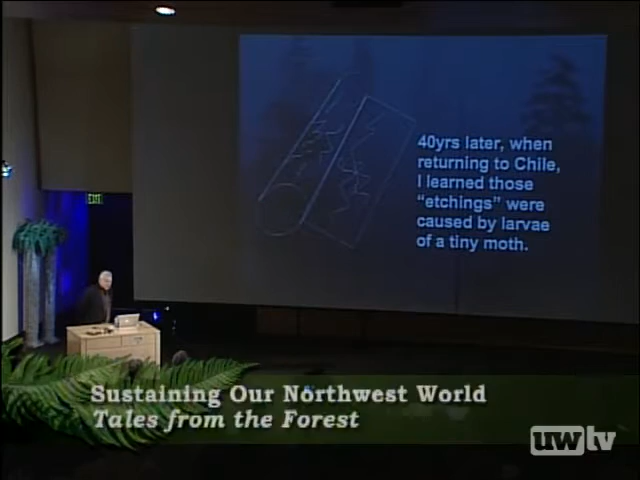 40yrs later, when
returning to Chile,
I learned those
"etchings" were
caused by larvae
of a tiny moth.
EXIT
Sustaining Our Northwest World
Tales from the Forest
uwtv